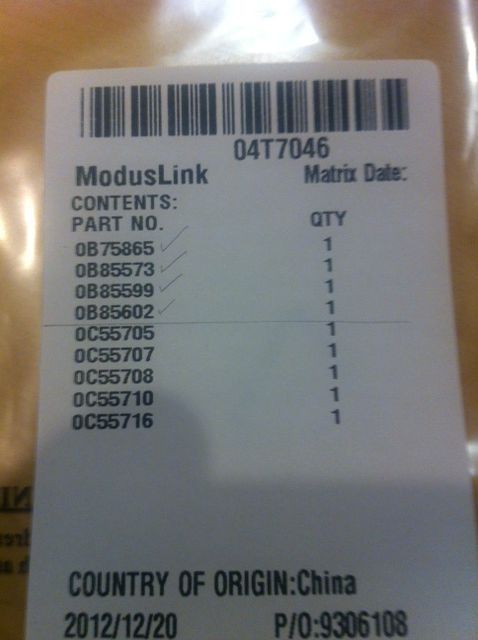 04T7046
ModusLink Matrix Date:
CONTENTS:
PART NO. QTY
0B75865 1
0B85573 1
0B85599 1
0B85602 1
0C55705 1
0C55707 1
0C55708 1
0C55710 1
0C55716 1
COUNTRY OF ORIGIN:China
2012/12/20 P/O:9306108